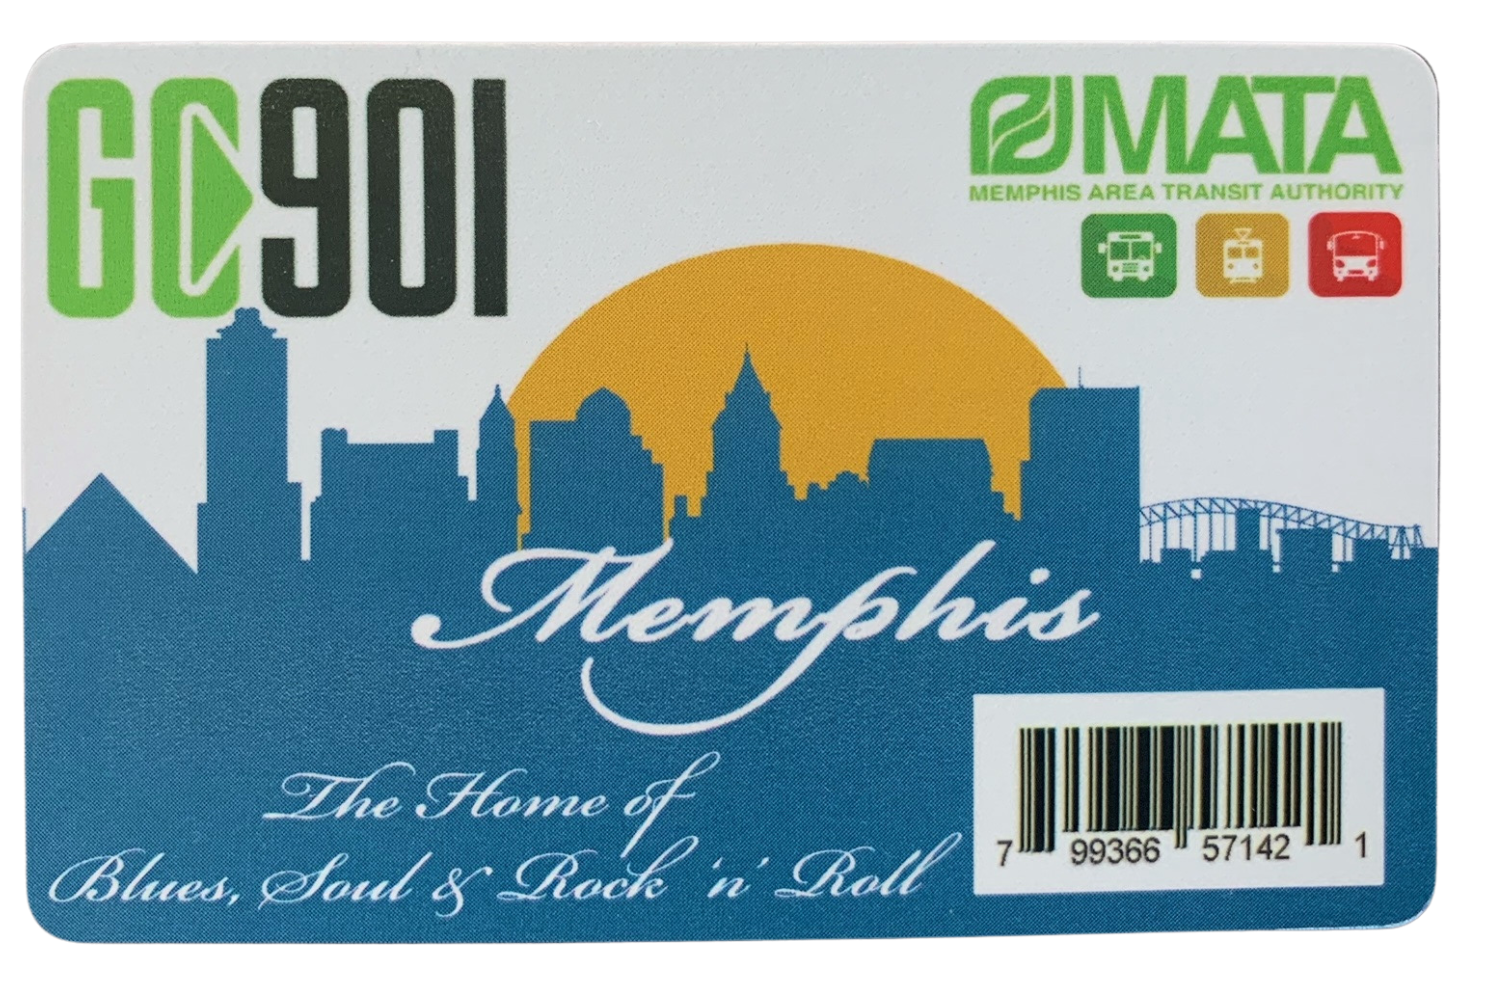 GO901
MATA
MEMPHIS AREA TRANSIT AUTHORITY
Memphis
The Home of
Blues, Soul & Rock 'n' Roll
7 99366 57142 1